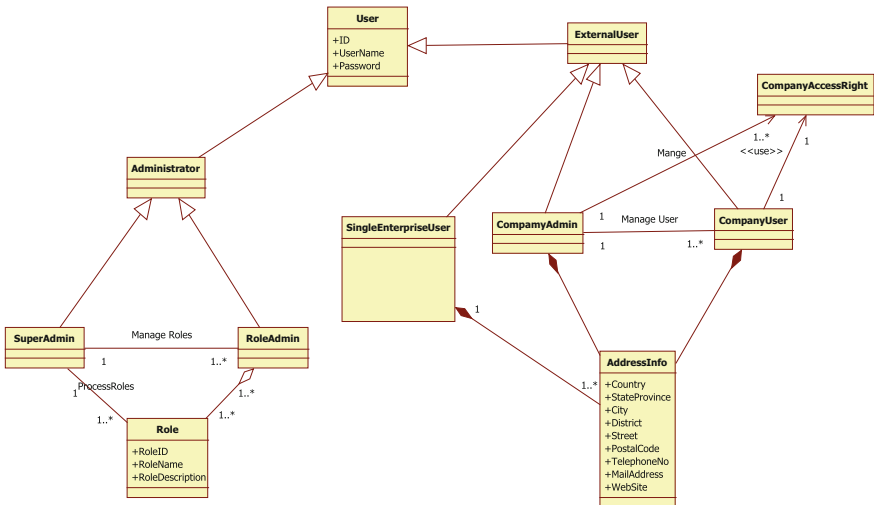 User
+ID
+UserName
+Password
ExternalUser
CompanyAccessRight
1..*
<<use>>
1
Mange
Administrator
1
SingleEnterpriseUser
CompamyAdmin
1
Manage User
CompanyUser
1
1..*
1
SuperAdmin
Manage Roles
RoleAdmin
1
1..*
AddressInfo
+Country
+StateProvince
+City
+District
+Street
+PostalCode
+TelephoneNo
+MailAddress
+WebSite
1..*
ProcessRoles
1
1..*
1..*
1..*
Role
+RoleID
+RoleName
+RoleDescription